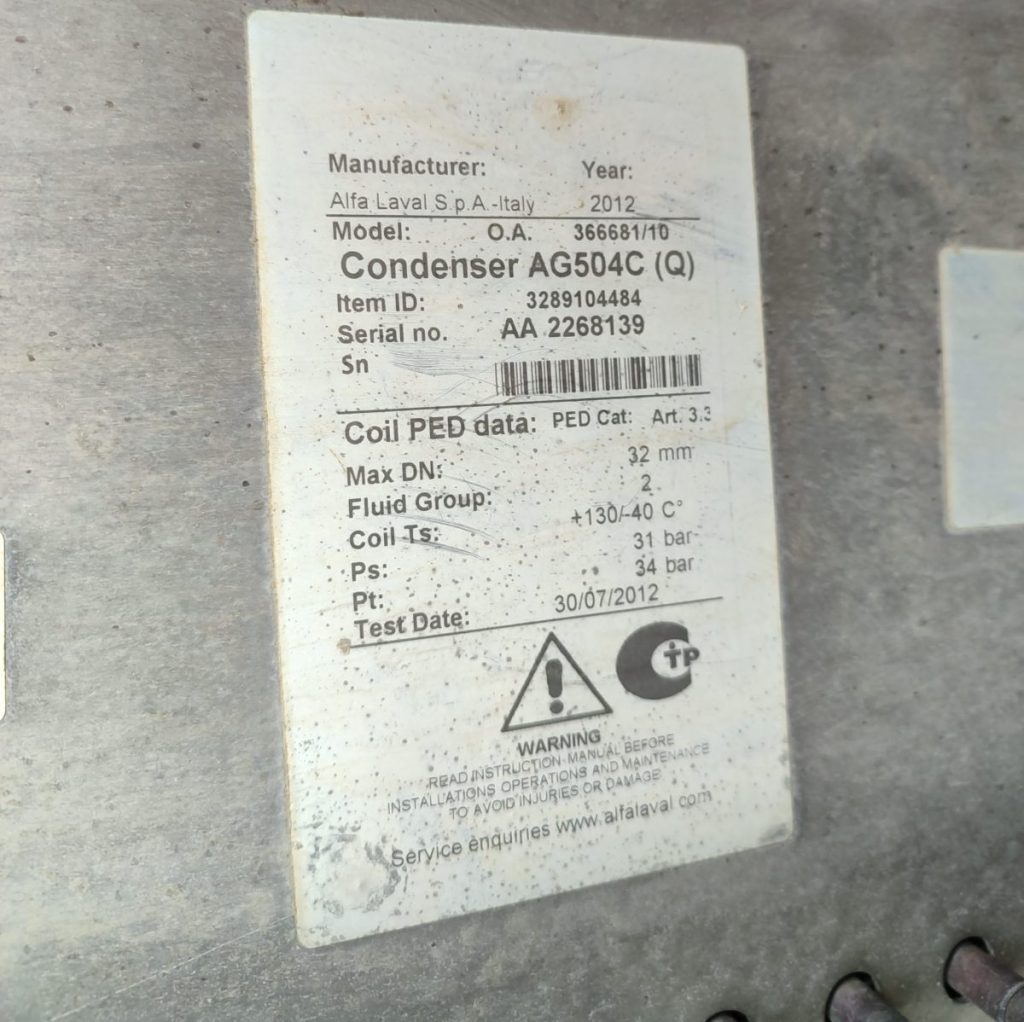 Manufacturer: Year:
Alfa Laval S.p.A.-Italy 2012
Model: O.A. 366681/10
Condenser AG504C (Q)
Item ID: 3289104484
Serial no. AA 2268139
Sn
Coil PED data: PED Cat: Art. 3.3
Max DN: 32 mm
Fluid Group: 2
Coil Ts: +130/-40 C°
Ps: 31 bar
Pt: 34 bar
Test Date: 30/07/2012
WARNING
READ INSTRUCTION MANUAL BEFORE
INSTALLATIONS OPERATIONS AND MAINTENANCE
TO AVOID INJURIES OR DAMAGE
Service enquiries www.alfalaval.com